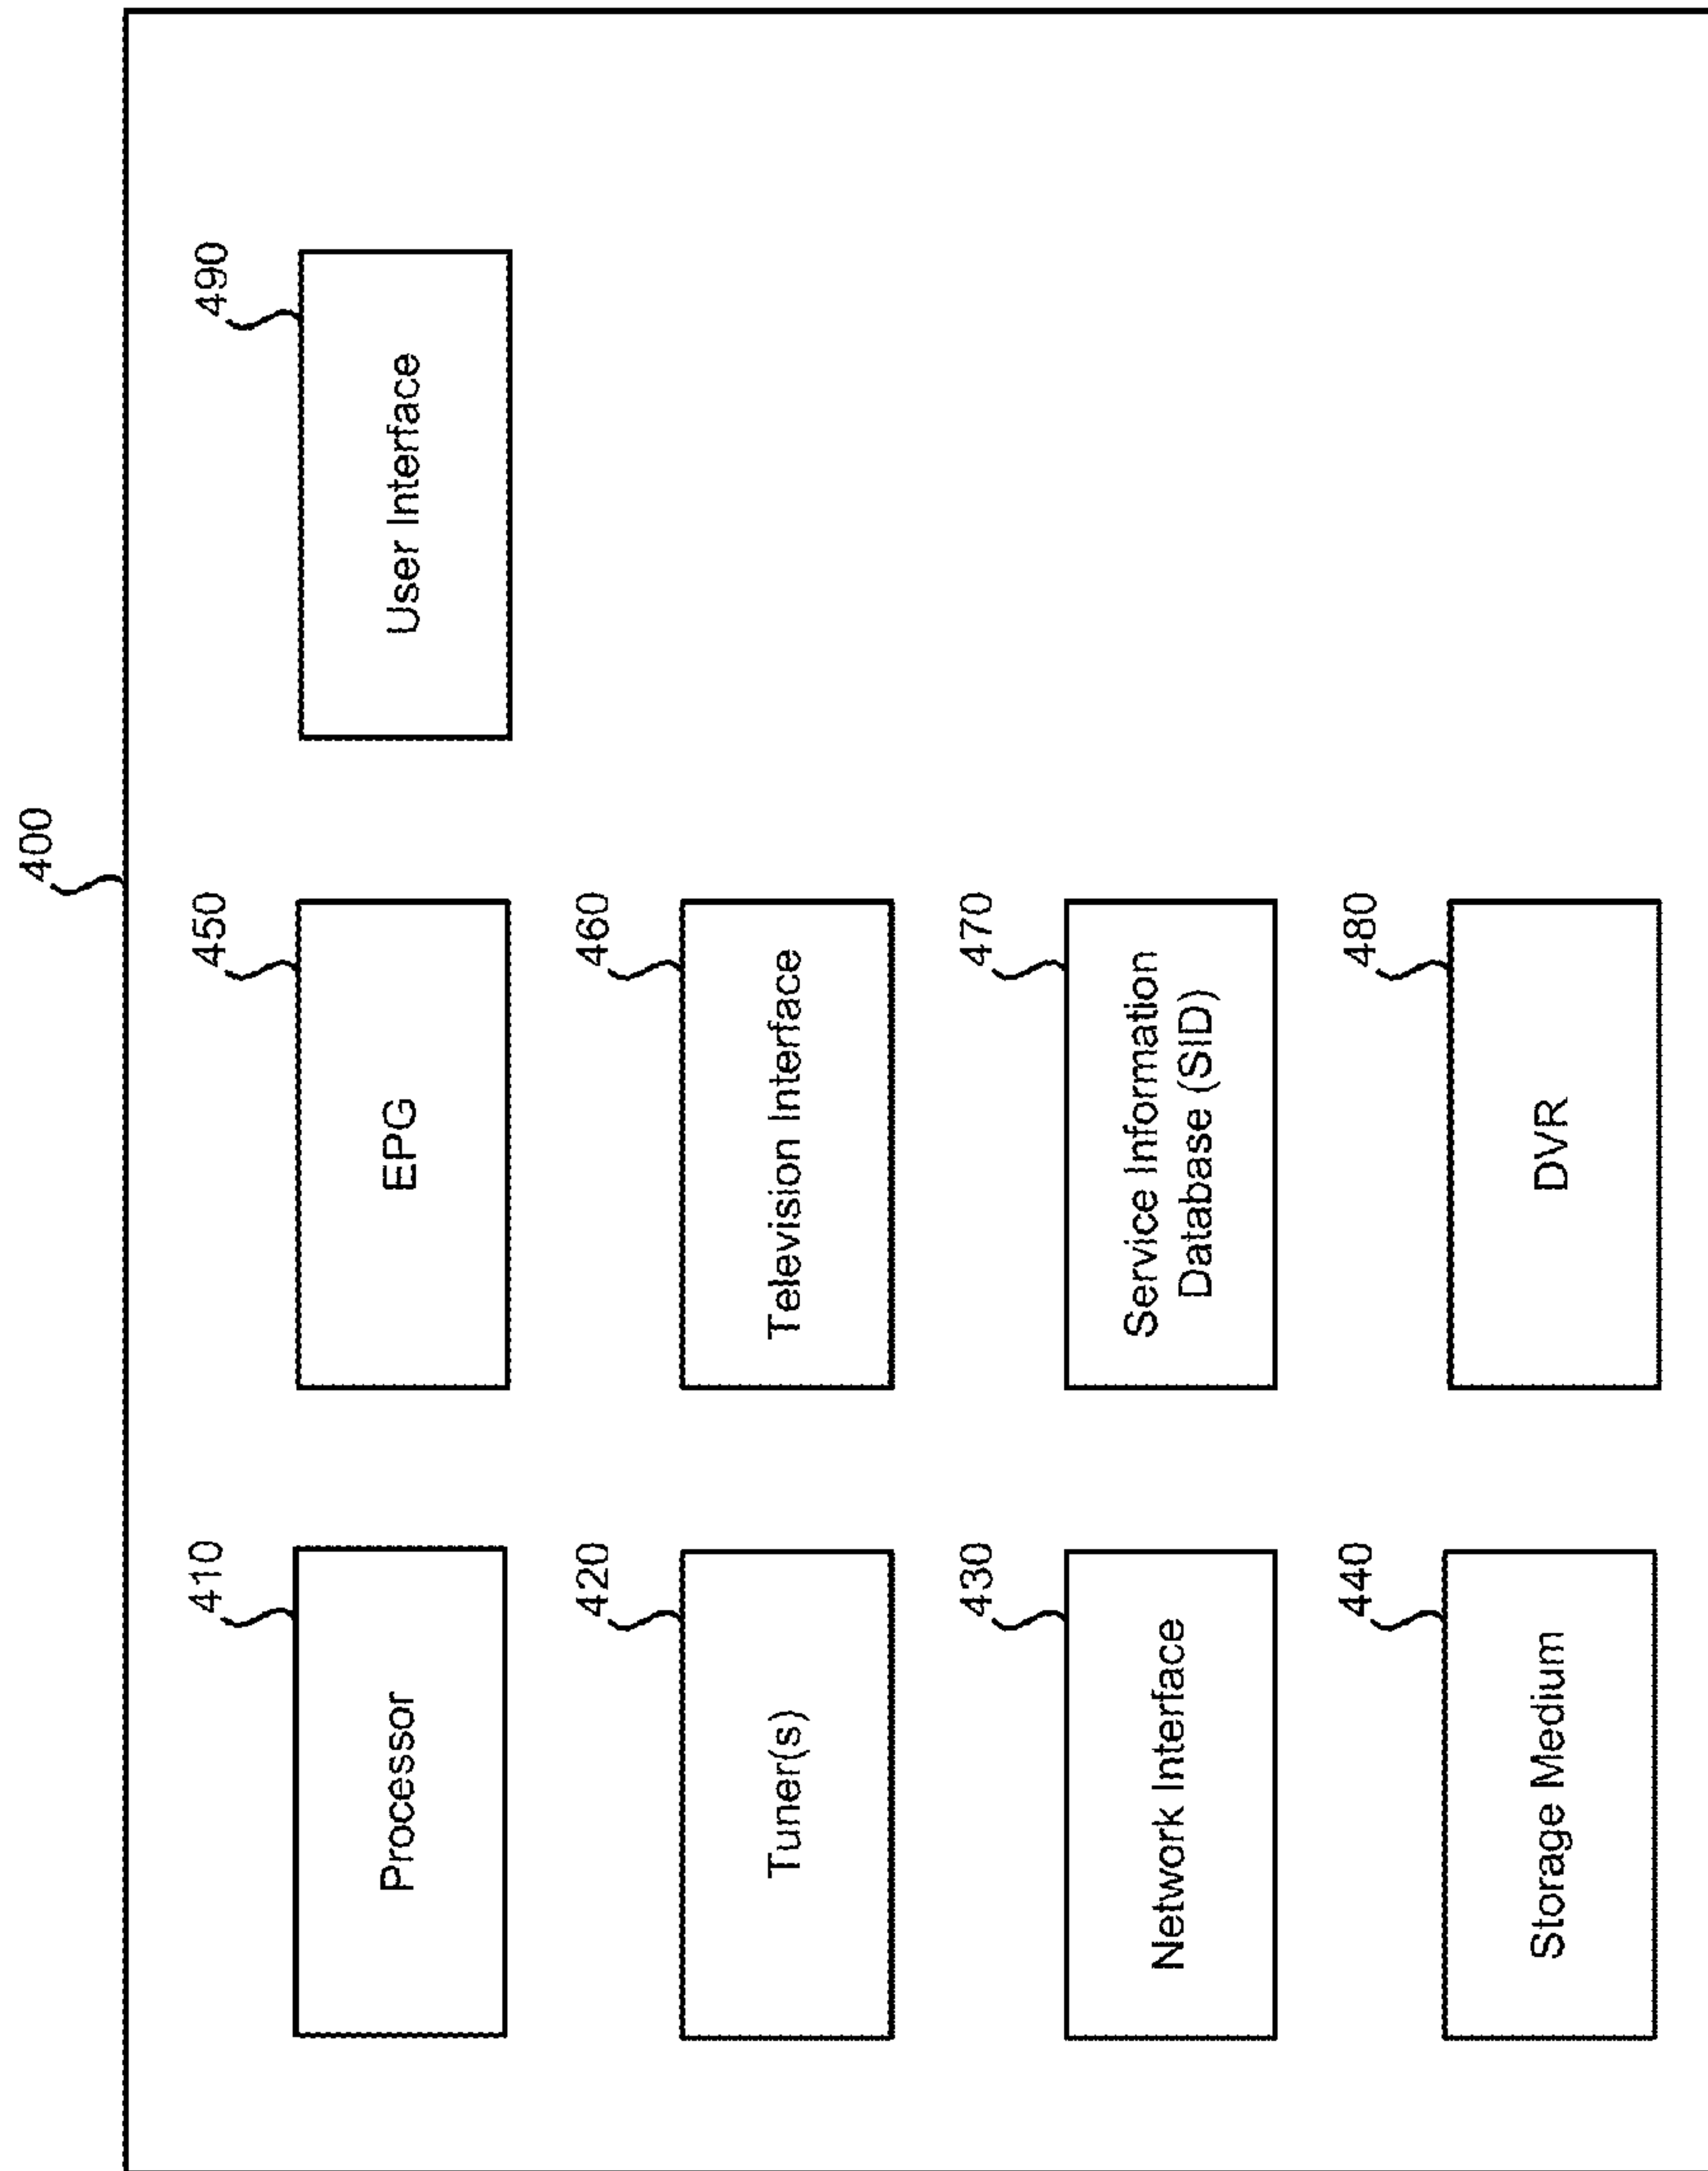 400
410
Processor
420
Tuner(s)
430
Network Interface
440
Storage Medium
450
EPG
460
Television Interface
470
Service Information
Database (SID)
480
DVR
490
User Interface